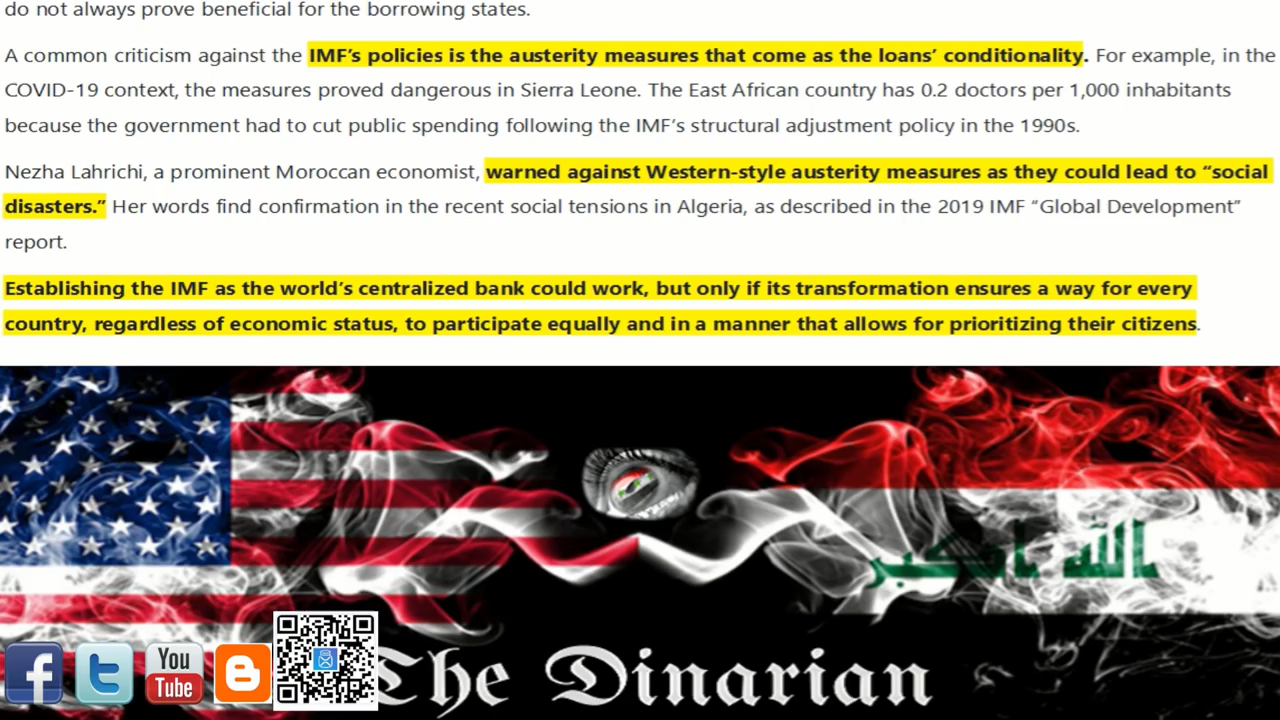 do not always prove beneficial for the borrowing states.
A common criticism against the IMF’s policies is the austerity measures that come as the loans’ conditionality. For example, in the
COVID-19 context, the measures proved dangerous in Sierra Leone. The East African country has 0.2 doctors per 1,000 inhabitants
because the government had to cut public spending following the IMF’s structural adjustment policy in the 1990s.
Nezha Lahrichi, a prominent Moroccan economist, warned against Western-style austerity measures as they could lead to “social
disasters.” Her words find confirmation in the recent social tensions in Algeria, as described in the 2019 IMF “Global Development”
report.
Establishing the IMF as the world’s centralized bank could work, but only if its transformation ensures a way for every
country, regardless of economic status, to participate equally and in a manner that allows for prioritizing their citizens.
الله اكبر
f t You
Tube
The Dinarian